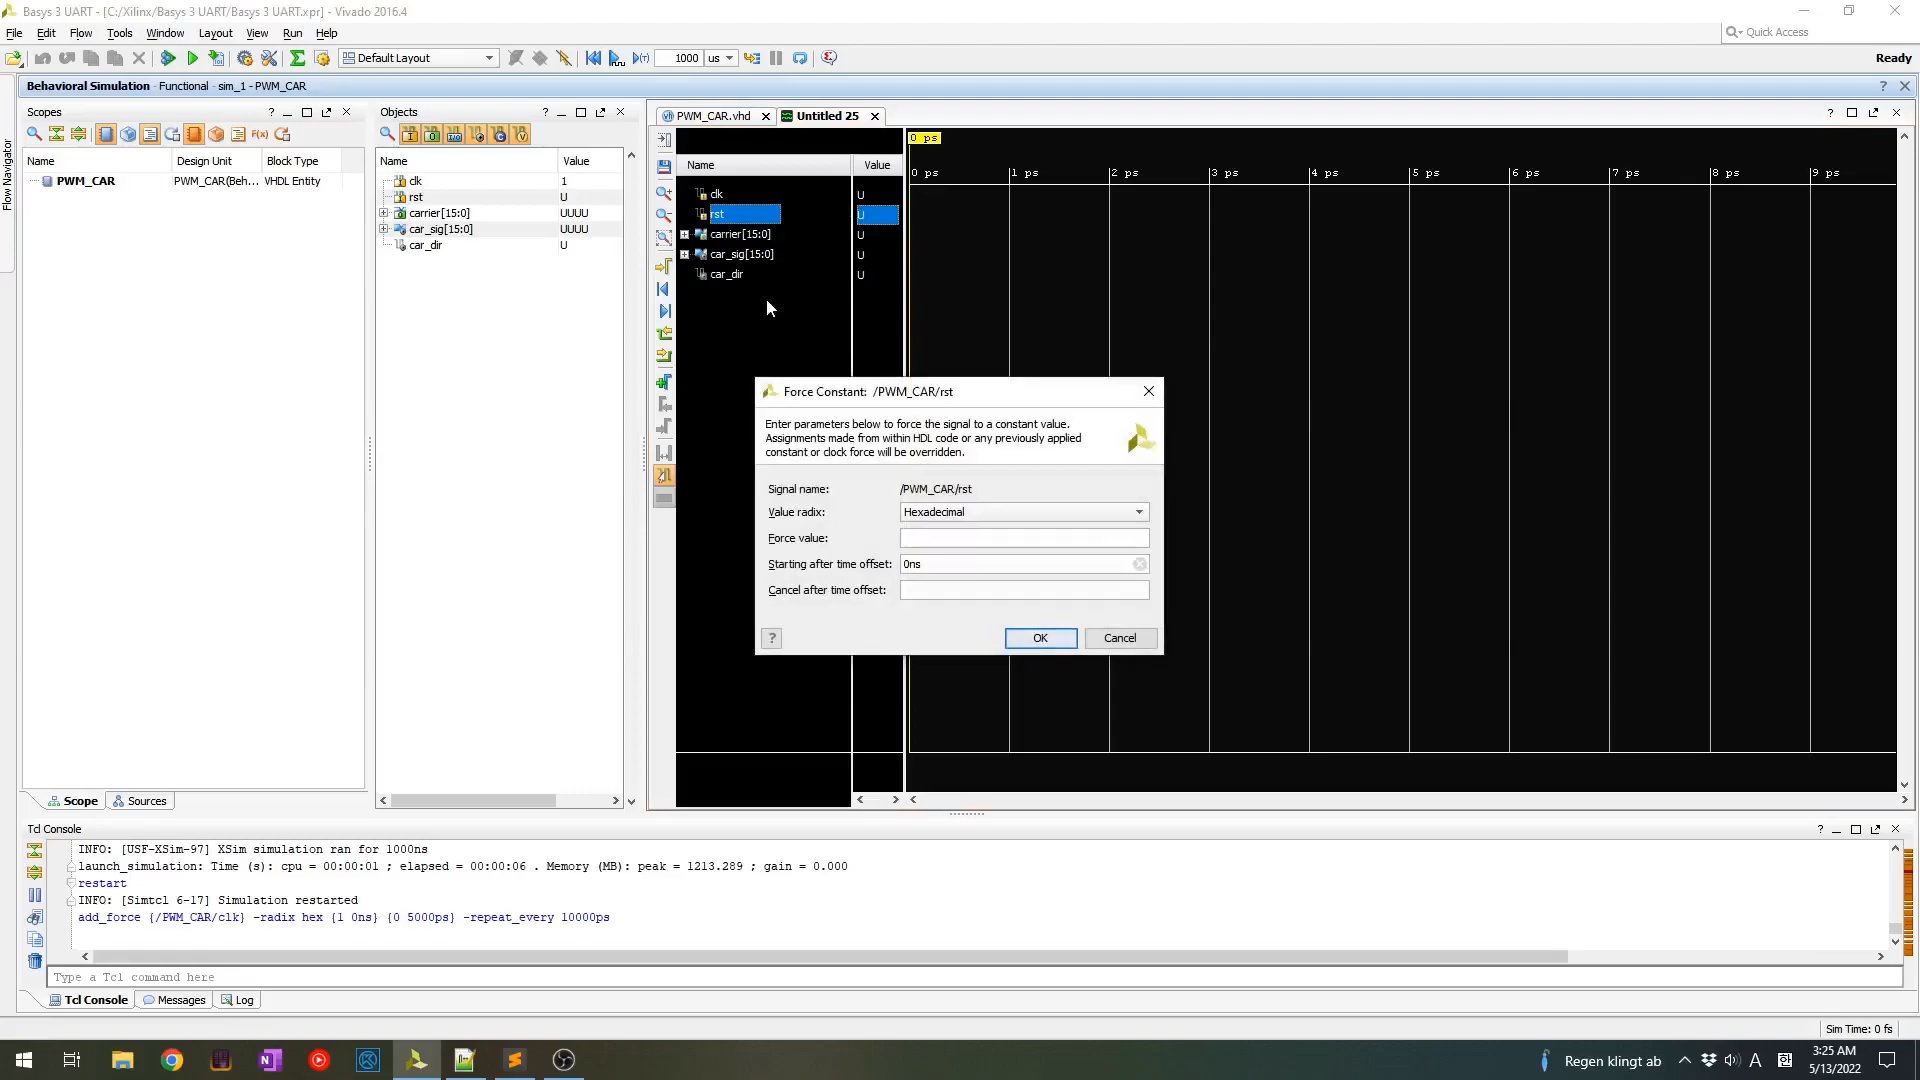 Basys 3 UART - [C:/Xilinx/Basys 3 UART/Basys 3 UART.xpr] - Vivado 2016.4
File Edit Flow Tools Window Layout View Run Help
Quick Access
Default Layout
1000 us
Ready
Behavioral Simulation - Functional - sim_1 - PWM_CAR
Scopes
Name Design Unit Block Type
PWM_CAR PWM_CAR(Beh... VHDL Entity
Flow Navigator
Scope
Sources
Objects
Name Value
clk 1
rst U
carrier[15:0] UUUU
car_sig[15:0] UUUU
car_dir U
PWM_CAR.vhd
Untitled 25
Name Value
clk U
rst U
carrier[15:0] U
car_sig[15:0] U
car_dir U
0 ps
0 ps 1 ps 2 ps 3 ps 4 ps 5 ps 6 ps 7 ps 8 ps 9 ps
Force Constant: /PWM_CAR/rst
Enter parameters below to force the signal to a constant value.
Assignments made from within HDL code or any previously applied
constant or clock force will be overridden.
Signal name: /PWM_CAR/rst
Value radix: Hexadecimal
Force value:
Starting after time offset: 0ns
Cancel after time offset:
OK Cancel
Tcl Console
INFO: [USF-XSim-97] XSim simulation ran for 1000ns
launch_simulation: Time (s): cpu = 00:00:01 ; elapsed = 00:00:06 . Memory (MB): peak = 1213.289 ; gain = 0.000
restart
INFO: [Simtcl 6-17] Simulation restarted
add_force {/PWM_CAR/clk} -radix hex {1 0ns} {0 5000ps} -repeat_every 10000ps
Type a Tcl command here
Tcl Console Messages Log
Sim Time: 0 fs
Regen klingt ab
A
3:25 AM
5/13/2022